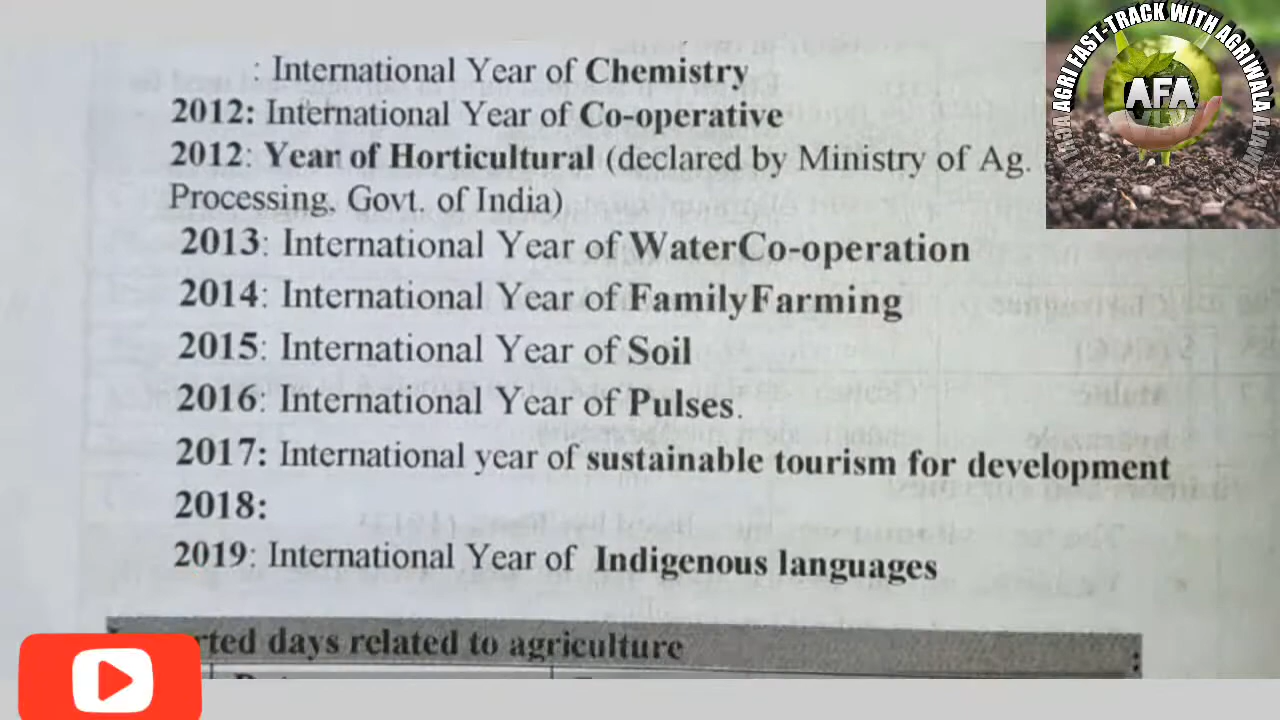 : International Year of Chemistry
2012: International Year of Co-operative
2012: Year of Horticultural (declared by Ministry of Ag.
Processing, Govt. of India)
2013: International Year of WaterCo-operation
2014: International Year of FamilyFarming
2015: International Year of Soil
2016: International Year of Pulses.
2017: International year of sustainable tourism for development
2018:
2019: International Year of Indigenous languages
days related to agriculture :
AGRI FAST-TRACK WITH AGRIWALA
AFA